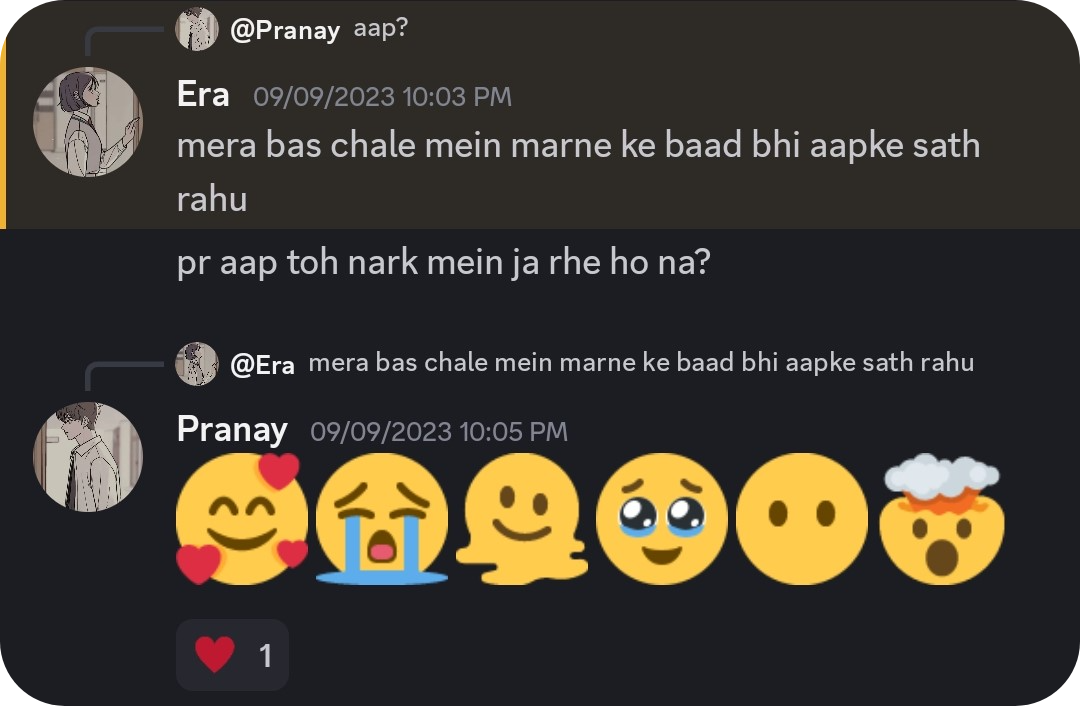 @Pranay aap?
Era 09/09/2023 10:03 PM
mera bas chale mein marne ke baad bhi aapke sath
rahu
pr aap toh nark mein ja rhe ho na?
@Era mera bas chale mein marne ke baad bhi aapke sath rahu
Pranay 09/09/2023 10:05 PM
🥰😭🫠🥹😶🤯
❤️ 1